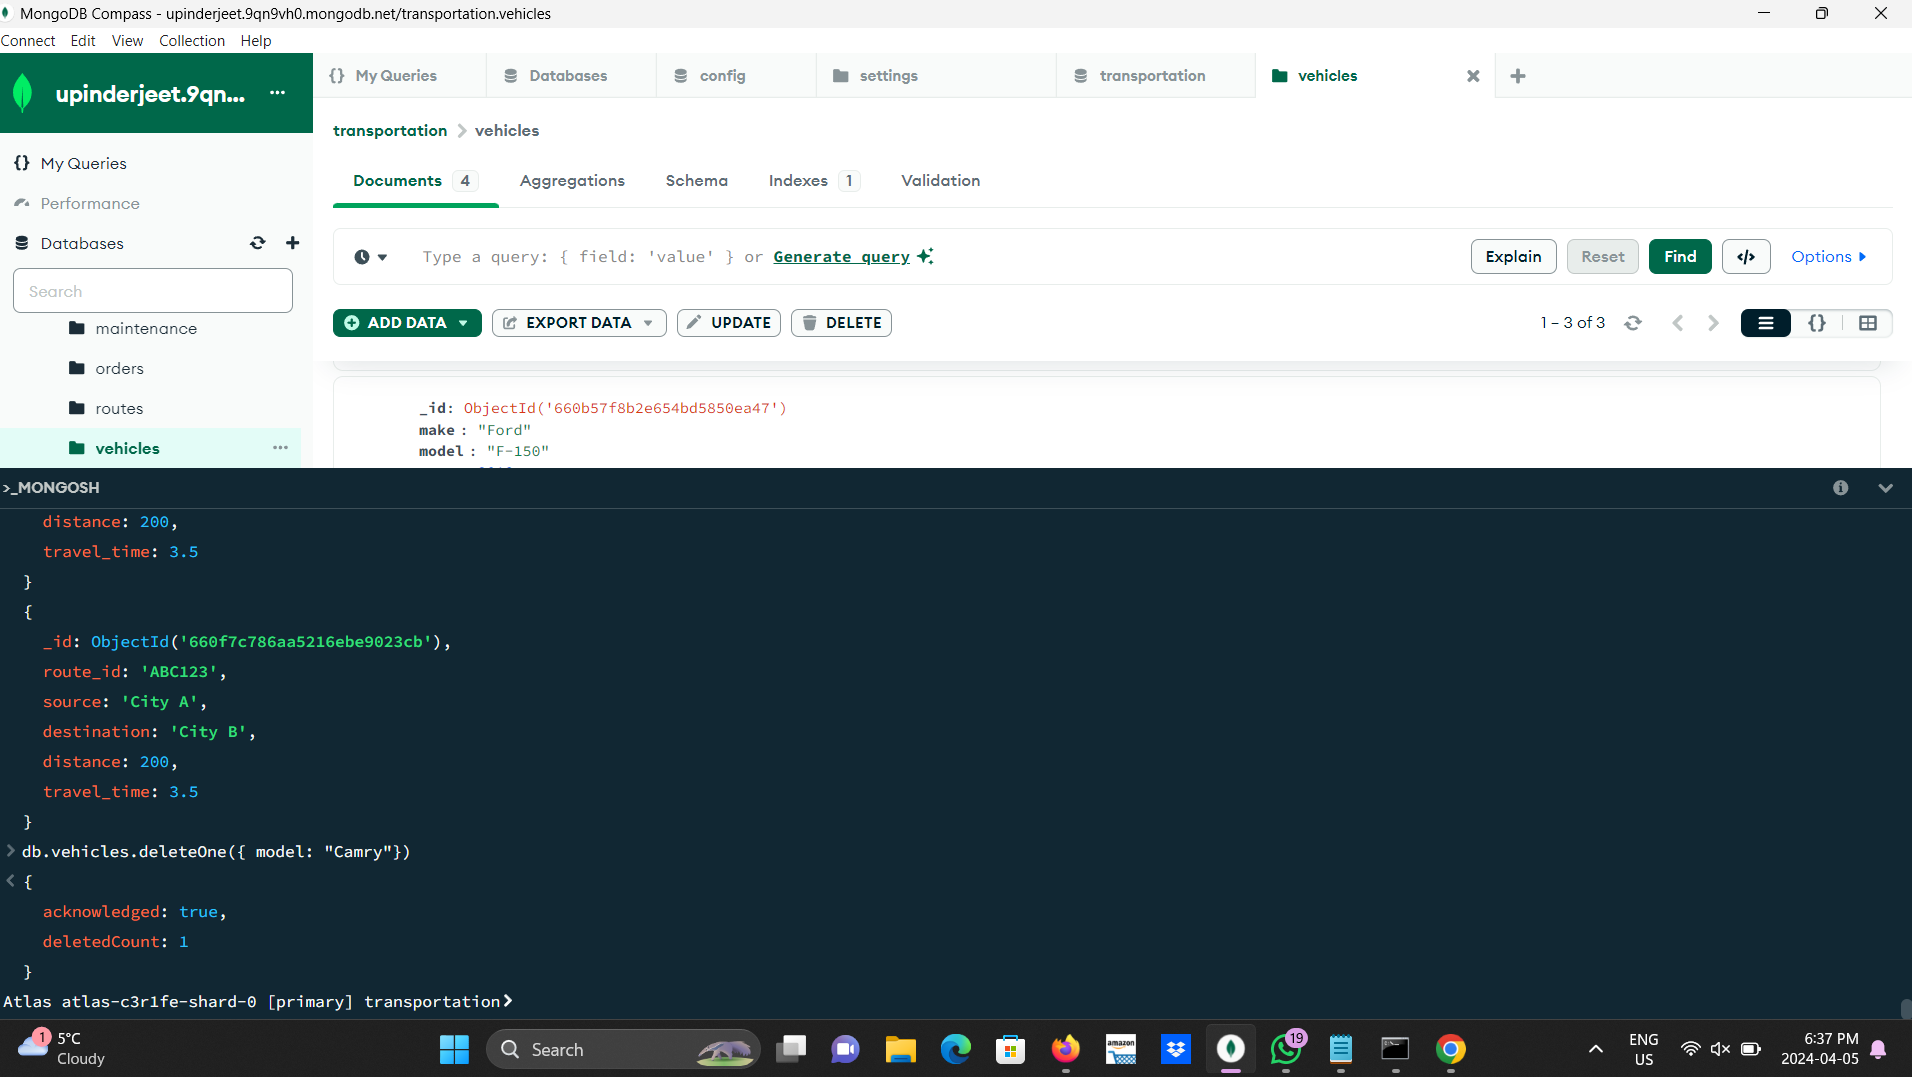 MongoDB Compass - upinderjeet.9qn9vh0.mongodb.net/transportation.vehicles
Connect Edit View Collection Help
upinderjeet.9qn... ...
{} My Queries
Databases
config
settings
transportation
vehicles
transportation > vehicles
{} My Queries
Performance
Databases
Search
maintenance
orders
routes
vehicles ...
Documents 4 Aggregations Schema Indexes 1 Validation
Type a query: { field: 'value' } or Generate query
Explain Reset Find </> Options
ADD DATA EXPORT DATA UPDATE DELETE
1 – 3 of 3 {}
_id: ObjectId('660b57f8b2e654bd5850ea47')
make : "Ford"
model : "F-150"
>_MONGOSH
distance: 200,
travel_time: 3.5
}
{
_id: ObjectId('660f7c786aa5216ebe9023cb'),
route_id: 'ABC123',
source: 'City A',
destination: 'City B',
distance: 200,
travel_time: 3.5
}
> db.vehicles.deleteOne({ model: "Camry"})
< {
acknowledged: true,
deletedCount: 1
}
Atlas atlas-c3r1fe-shard-0 [primary] transportation>
1 5°C
Cloudy
Search
amazon
19
ENG
US
6:37 PM
2024-04-05